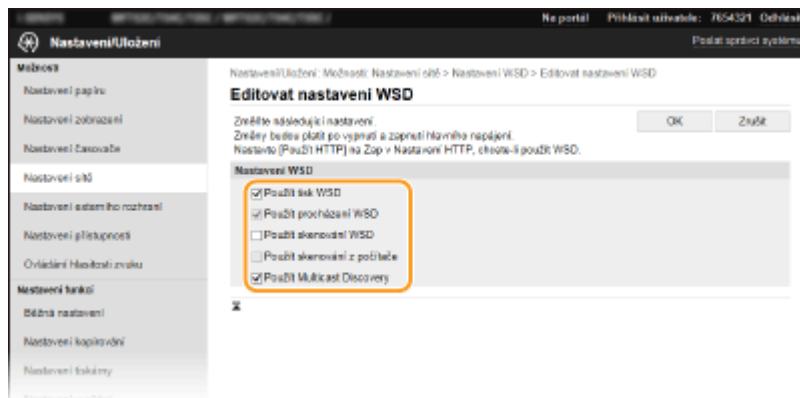 Na portál Přihlásit uživatele: 7654321 Odhlásit
Nastavení/Uložení
Poslat správci systému
Možnosti
Nastavení papíru
Nastavení zobrazení
Nastavení časovače
Nastavení sítě
Nastavení externího rozhraní
Nastavení přístupnosti
Ovládání hlasitosti zvuku
Nastavení funkcí
Běžná nastavení
Nastavení kopírování
Nastavení tiskárny
Nastavení/Uložení: Možnosti: Nastavení sítě > Nastavení WSD > Editovat nastavení WSD
Editovat nastavení WSD
Změňte následující nastavení.
Změny budou platit po vypnutí a zapnutí hlavního napájení.
Nastavte [Použít HTTP] na Zap v Nastavení HTTP, chcete-li použít WSD.
OK Zrušit
Nastavení WSD
Použít tisk WSD
Použít procházení WSD
Použít skenování WSD
Použít skenování z počítače
Použít Multicast Discovery